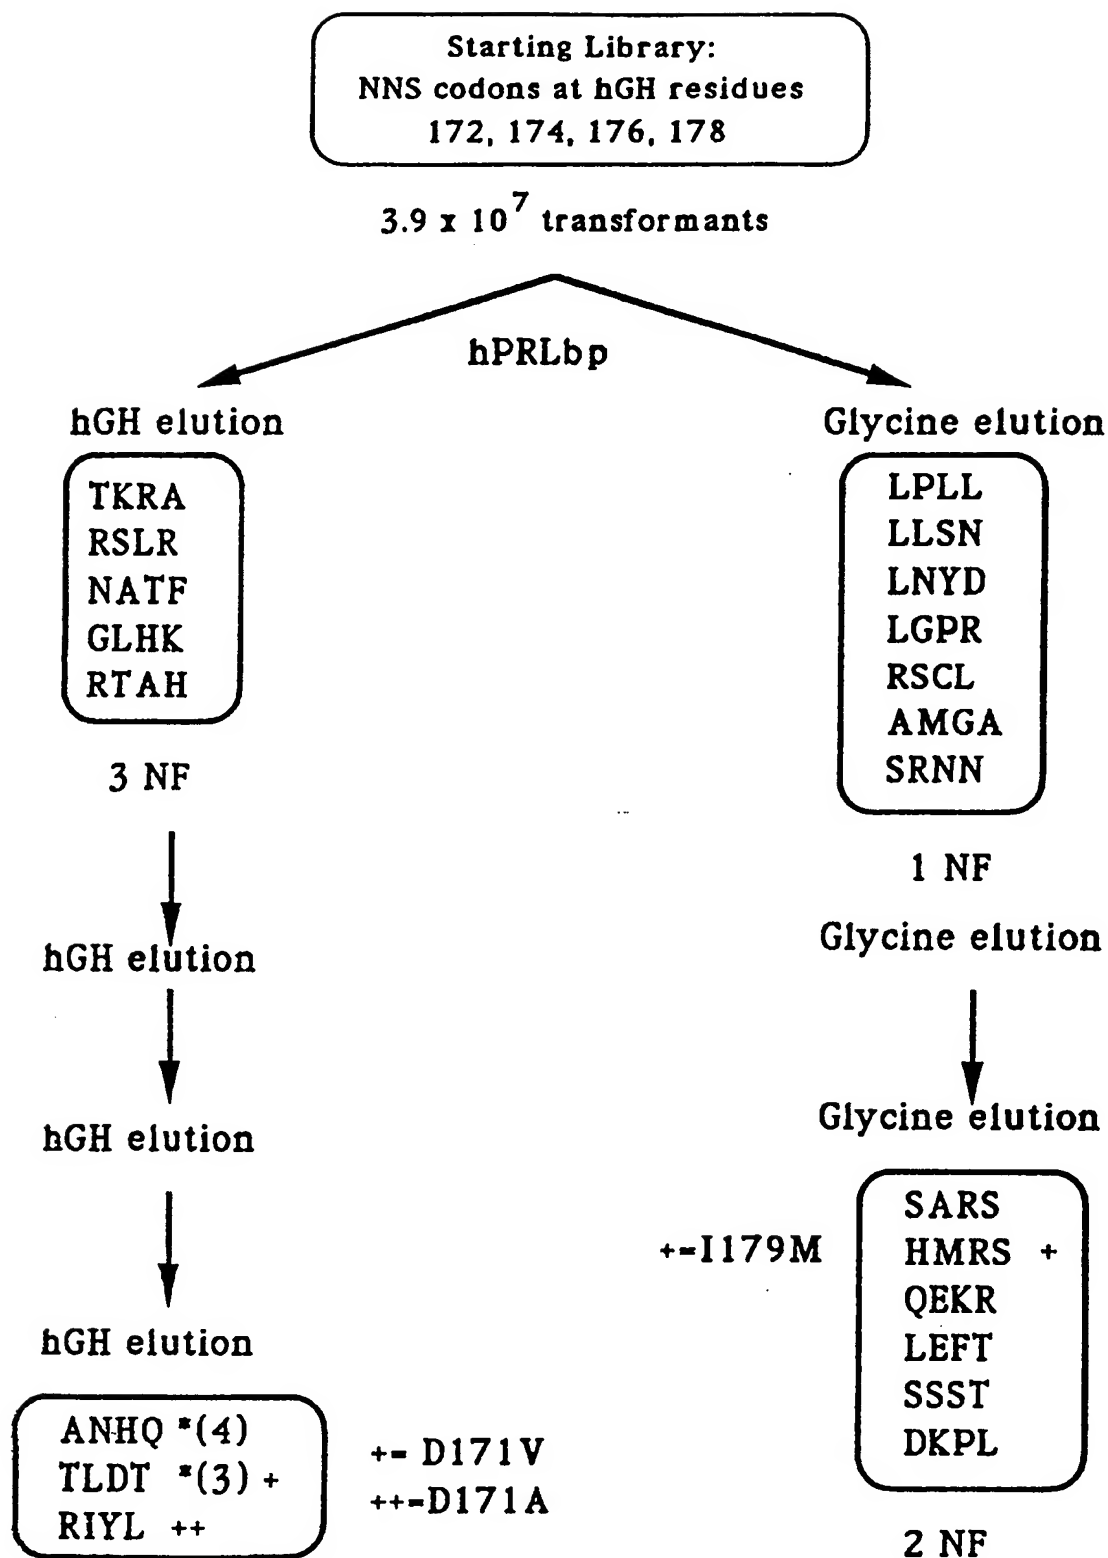 Starting Library:
NNS codons at hGH residues
172, 174, 176, 178
3.9 x 10^7 transformants
hPRLbp
hGH elution
TKRA
RSLR
NATF
GLHK
RTAH
3 NF
hGH elution
hGH elution
hGH elution
ANHQ *(4)
TLDT *(3) +
RIYL ++
+= D171V
++=D171A
Glycine elution
LPLL
LLSN
LNYD
LGPR
RSCL
AMGA
SRNN
1 NF
Glycine elution
Glycine elution
+=I179M
SARS
HMRS +
QEKR
LEFT
SSST
DKPL
2 NF